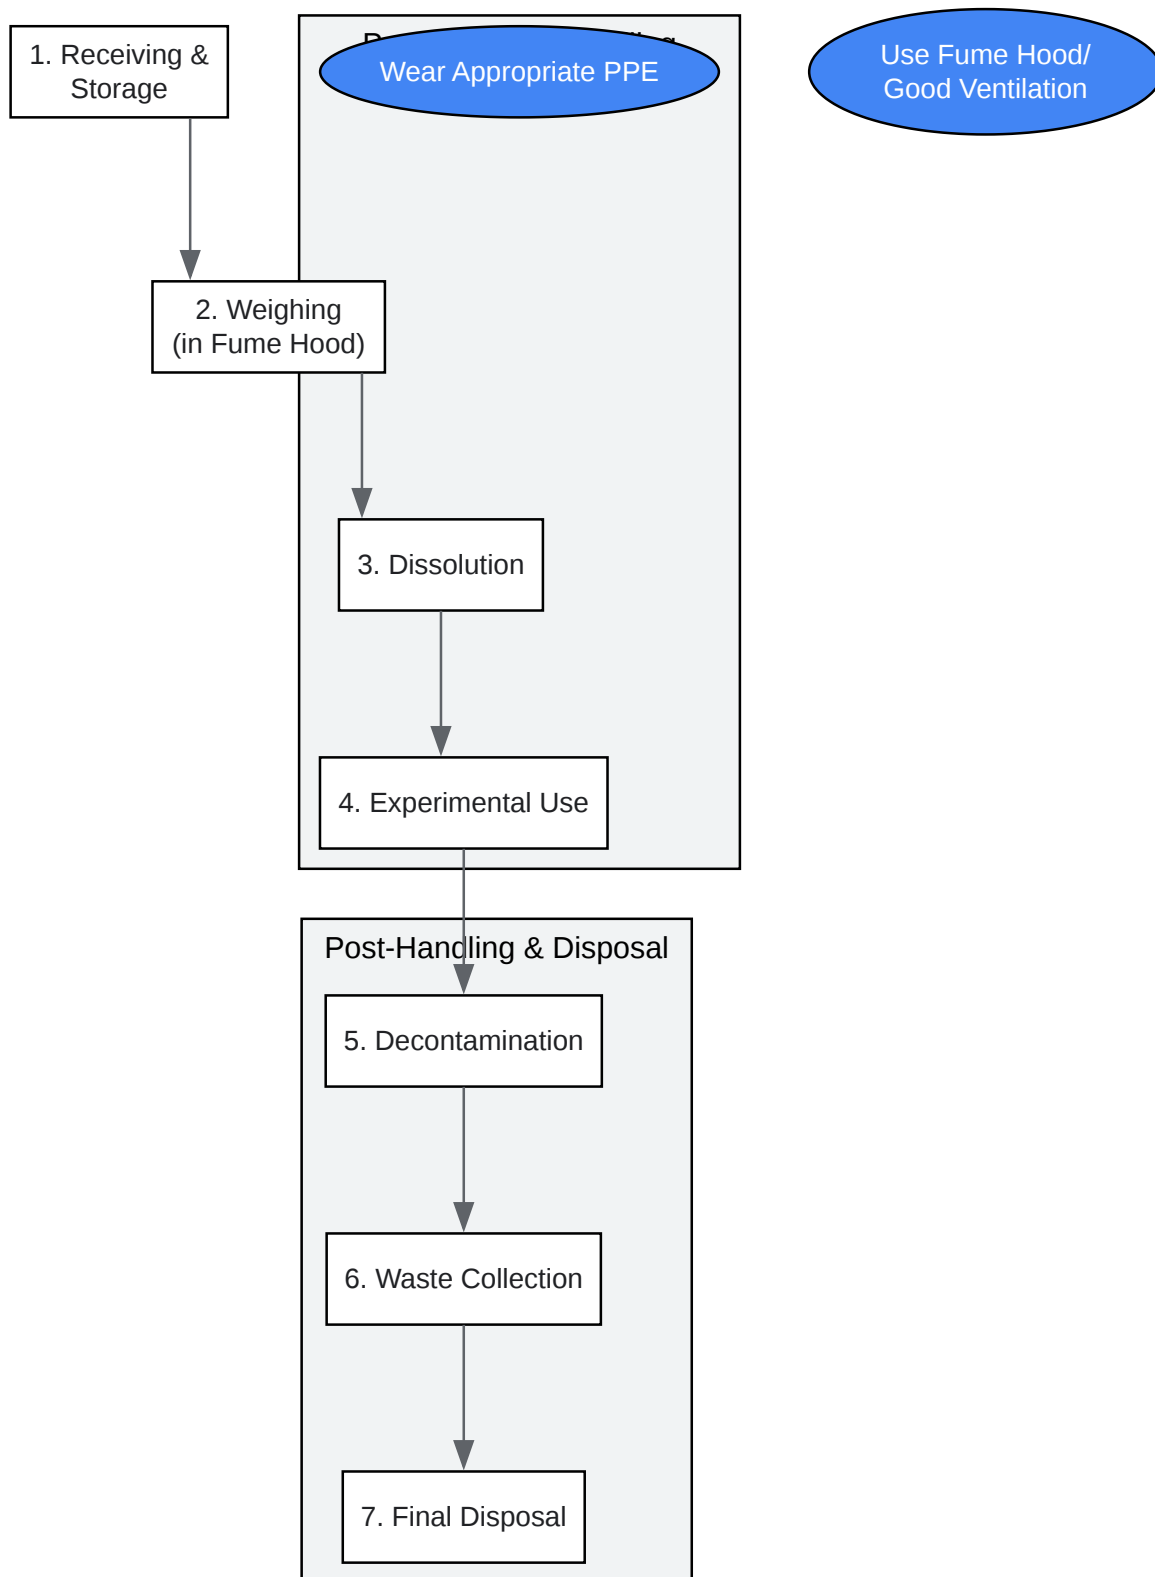 1. Receiving &
Storage
Wear Appropriate PPE
Use Fume Hood/
Good Ventilation
2. Weighing
(in Fume Hood)
3. Dissolution
4. Experimental Use
Post-Handling & Disposal
5. Decontamination
6. Waste Collection
7. Final Disposal